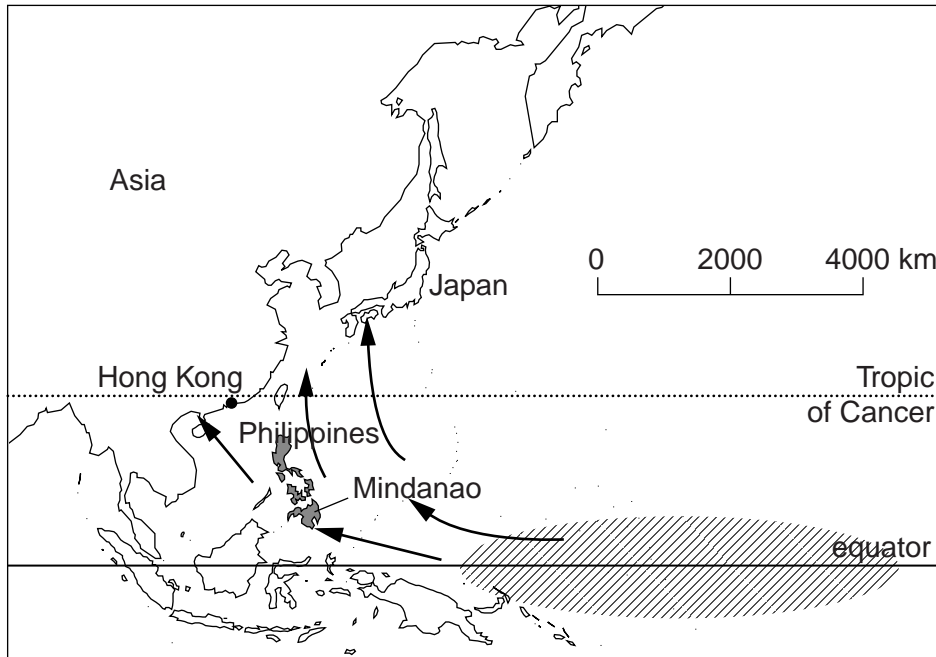 Asia
0 2000 4000 km
Japan
Hong Kong
Tropic
of Cancer
Philippines
Mindanao
equator